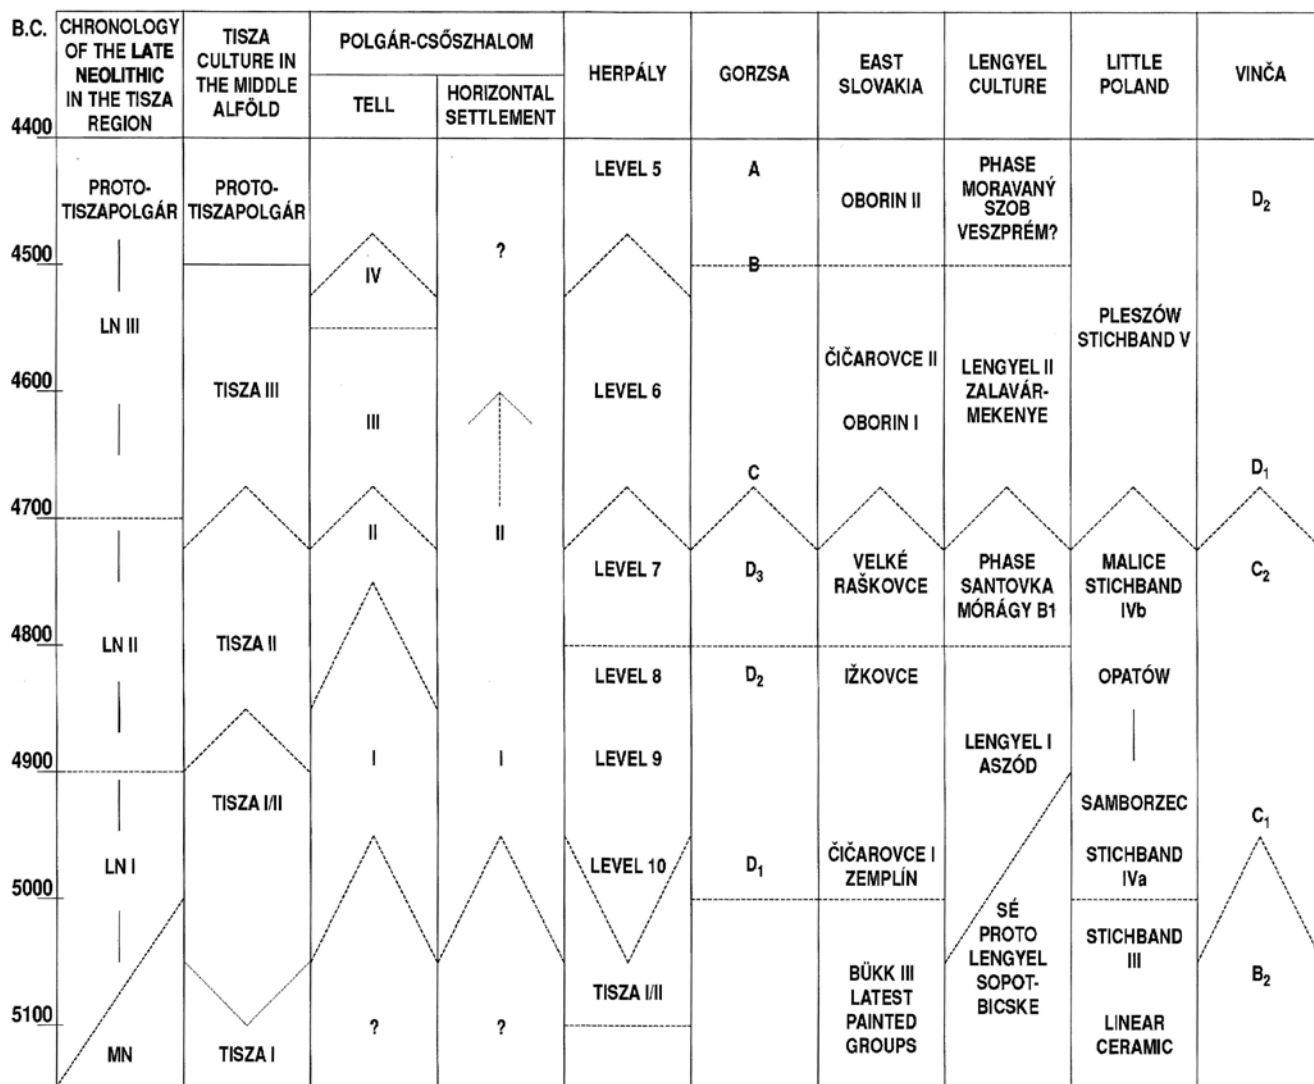 B.C.
CHRONOLOGY
OF THE LATE
NEOLITHIC
IN THE TISZA
REGION
TISZA
CULTURE IN
THE MIDDLE
ALFÖLD
POLGÁR-CSŐSZHALOM
TELL
HORIZONTAL
SETTLEMENT
HERPÁLY
GORZSA
EAST
SLOVAKIA
LENGYEL
CULTURE
LITTLE
POLAND
VINČA
4400
4500
4600
4700
4800
4900
5000
5100
PROTO-
TISZAPOLGÁR
LN III
LN II
LN I
MN
PROTO-
TISZAPOLGÁR
TISZA III
TISZA II
TISZA I/II
TISZA I
IV
III
II
I
?
?
II
I
?
LEVEL 5
LEVEL 6
LEVEL 7
LEVEL 8
LEVEL 9
LEVEL 10
TISZA I/II
A
B
C
D₃
D₂
D₁
OBORIN II
ČIČAROVCE II
OBORIN I
VELKÉ
RAŠKOVCE
IŽKOVCE
ČIČAROVCE I
ZEMPLÍN
BÜKK III
LATEST
PAINTED
GROUPS
PHASE
MORAVANÝ
SZOB
VESZPRÉM?
LENGYEL II
ZALAVÁR-
MEKENYE
PHASE
SANTOVKA
MÓRÁGY B1
LENGYEL I
ASZÓD
SÉ
PROTO
LENGYEL
SOPOT-
BICSKE
PLESZÓW
STICHBAND V
MALICE
STICHBAND
IVb
OPATÓW
SAMBORZEC
STICHBAND
IVa
STICHBAND
III
LINEAR
CERAMIC
D₂
D₁
C₂
C₁
B₂